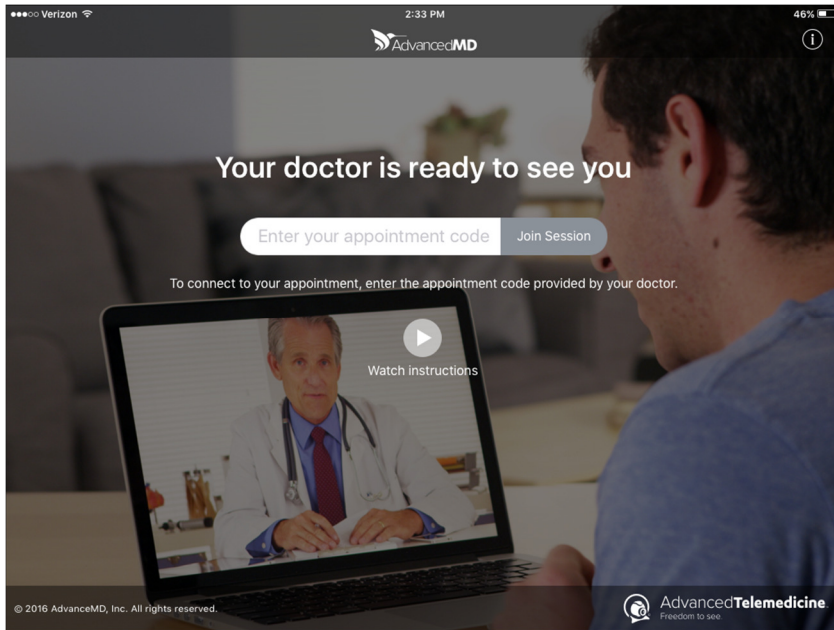 Verizon
2:33 PM
46%
AdvancedMD
i
Your doctor is ready to see you
Enter your appointment code
Join Session
To connect to your appointment, enter the appointment code provided by your doctor.
Watch instructions
© 2016 AdvanceMD, Inc. All rights reserved.
AdvancedTelemedicine.
Freedom to see.